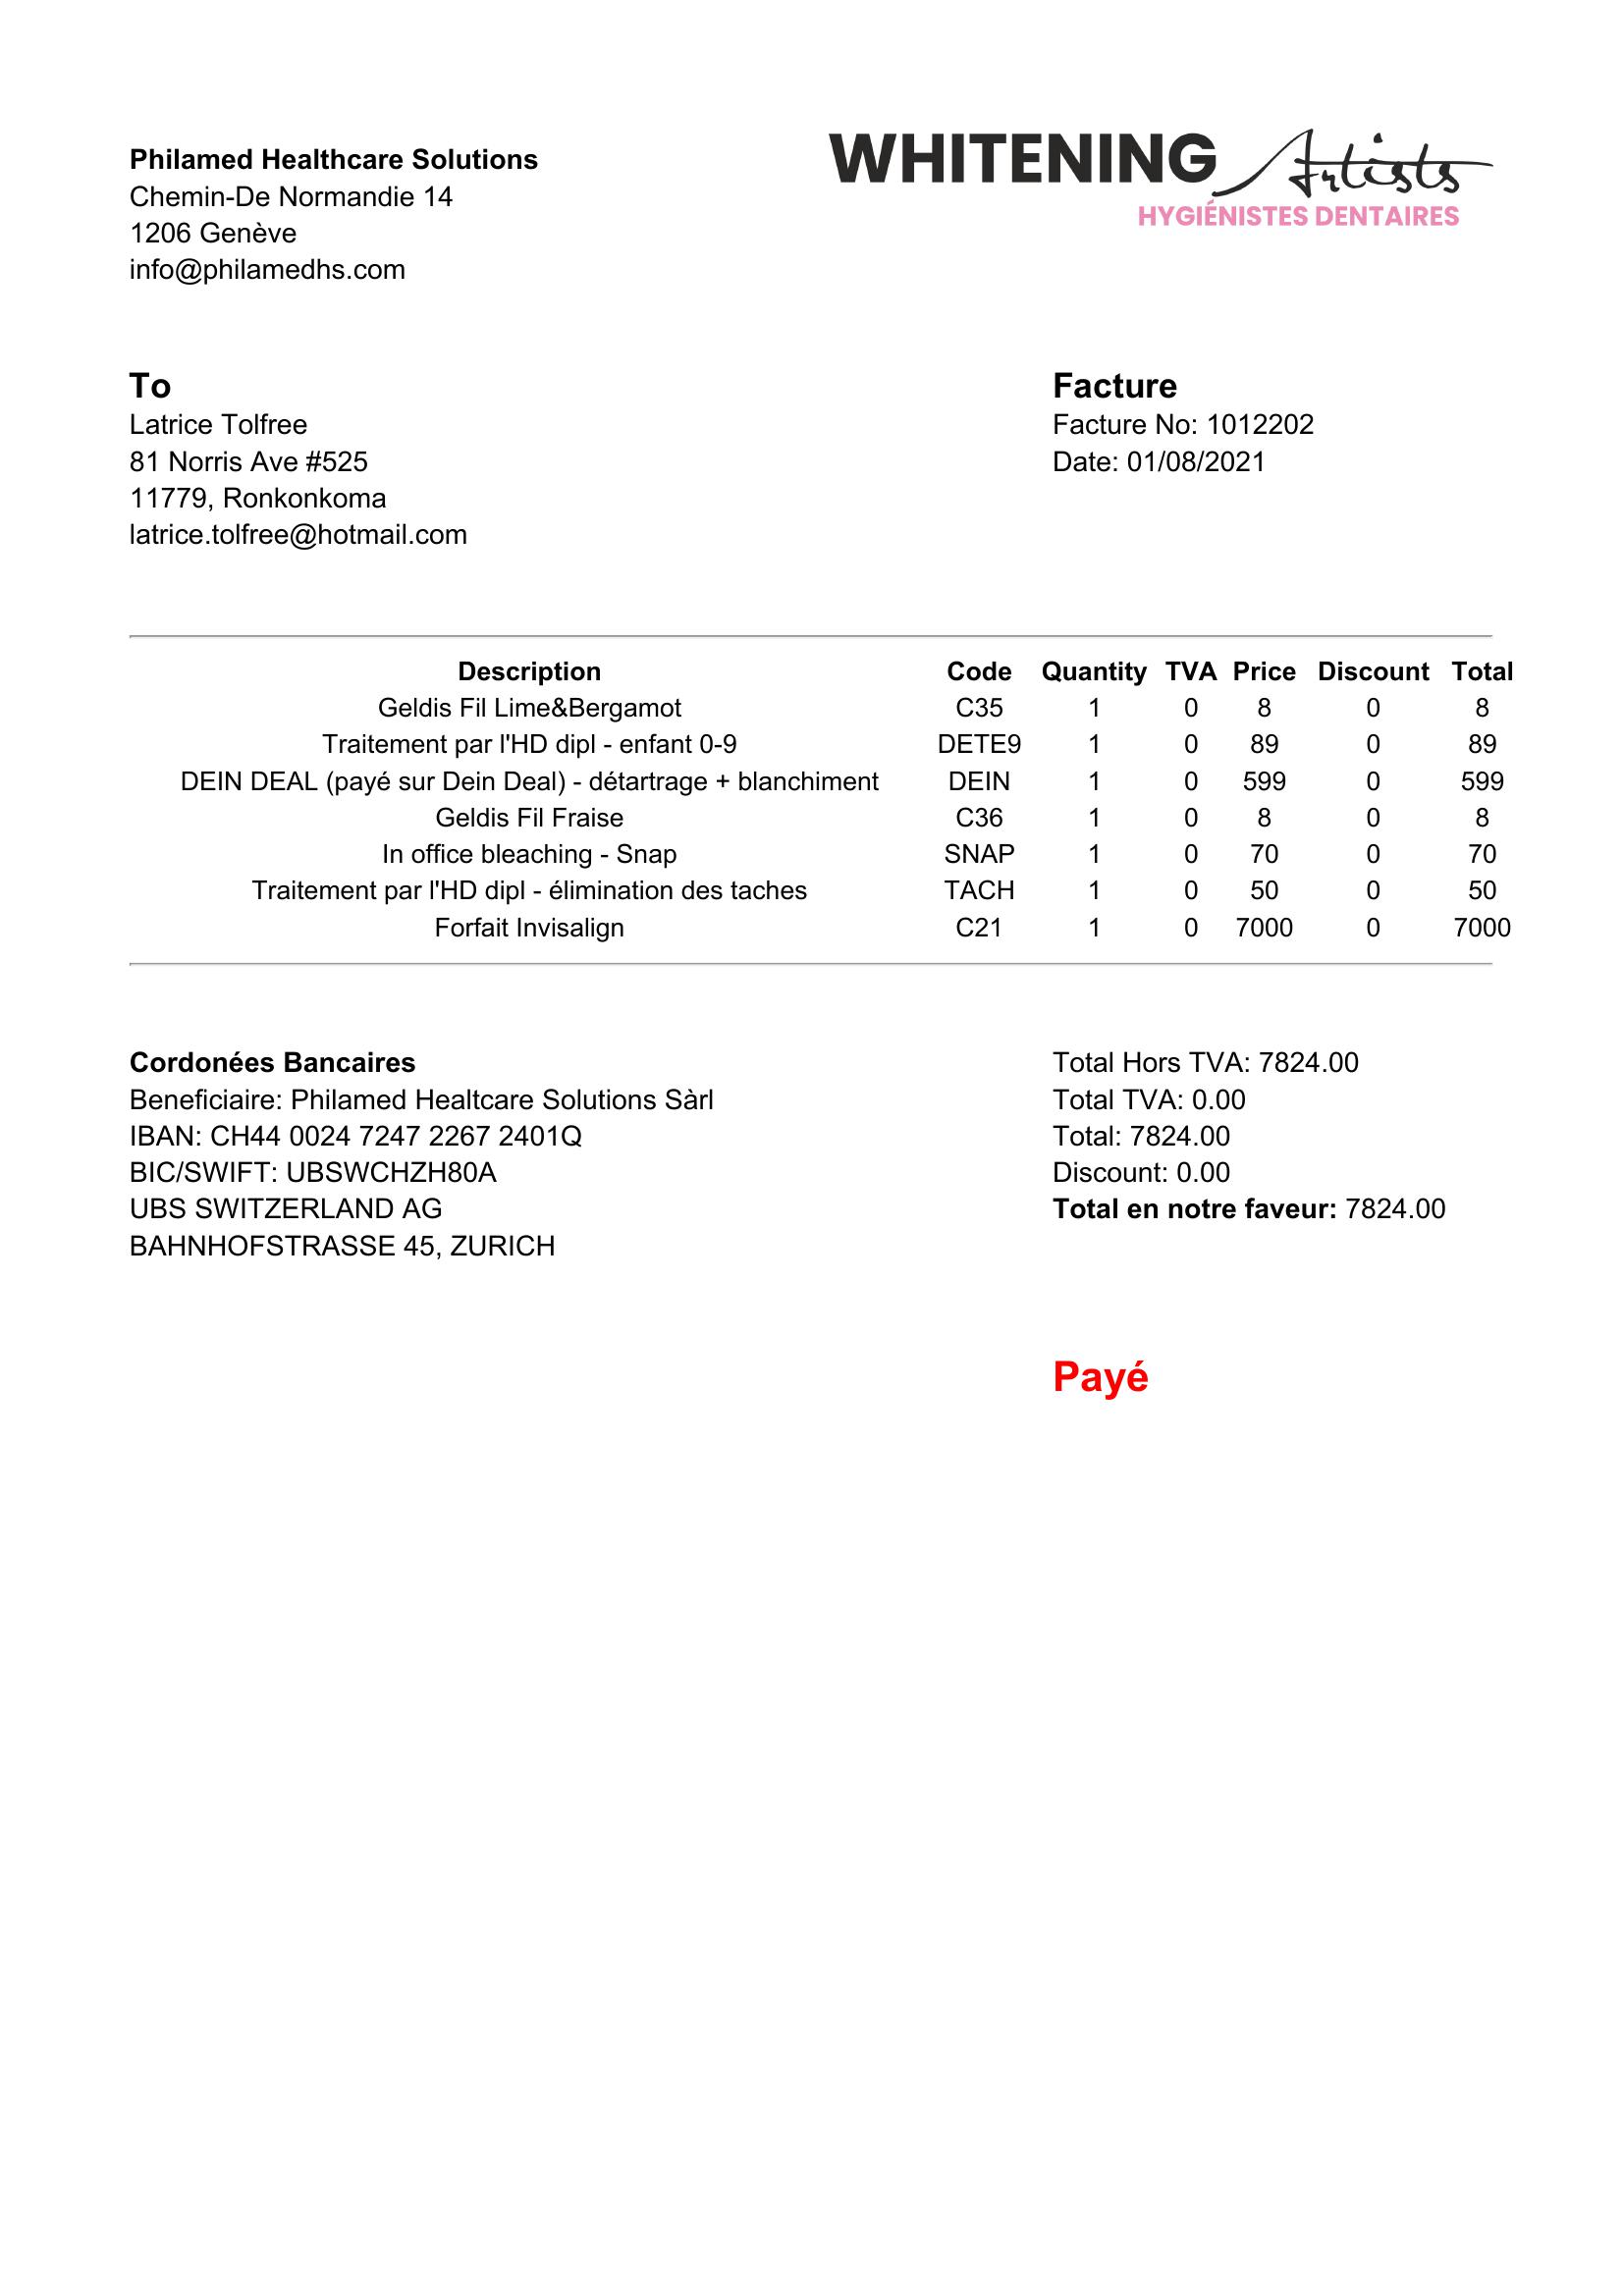 Philamed Healthcare Solutions
Chemin-De Normandie 14
1206 Genève
info@philamedhs.com
WHITENING Artists
HYGIÉNISTES DENTAIRES
To
Latrice Tolfree
81 Norris Ave #525
11779, Ronkonkoma
latrice.tolfree@hotmail.com
Facture
Facture No: 1012202
Date: 01/08/2021
Description Code Quantity TVA Price Discount Total
Geldis Fil Lime&Bergamot C35 1 0 8 0 8
Traitement par l'HD dipl - enfant 0-9 DETE9 1 0 89 0 89
DEIN DEAL (payé sur Dein Deal) - détartrage + blanchiment DEIN 1 0 599 0 599
Geldis Fil Fraise C36 1 0 8 0 8
In office bleaching - Snap SNAP 1 0 70 0 70
Traitement par l'HD dipl - élimination des taches TACH 1 0 50 0 50
Forfait Invisalign C21 1 0 7000 0 7000
Cordonées Bancaires
Beneficiaire: Philamed Healtcare Solutions Sàrl
IBAN: CH44 0024 7247 2267 2401Q
BIC/SWIFT: UBSWCHZH80A
UBS SWITZERLAND AG
BAHNHOFSTRASSE 45, ZURICH
Total Hors TVA: 7824.00
Total TVA: 0.00
Total: 7824.00
Discount: 0.00
Total en notre faveur: 7824.00
Payé